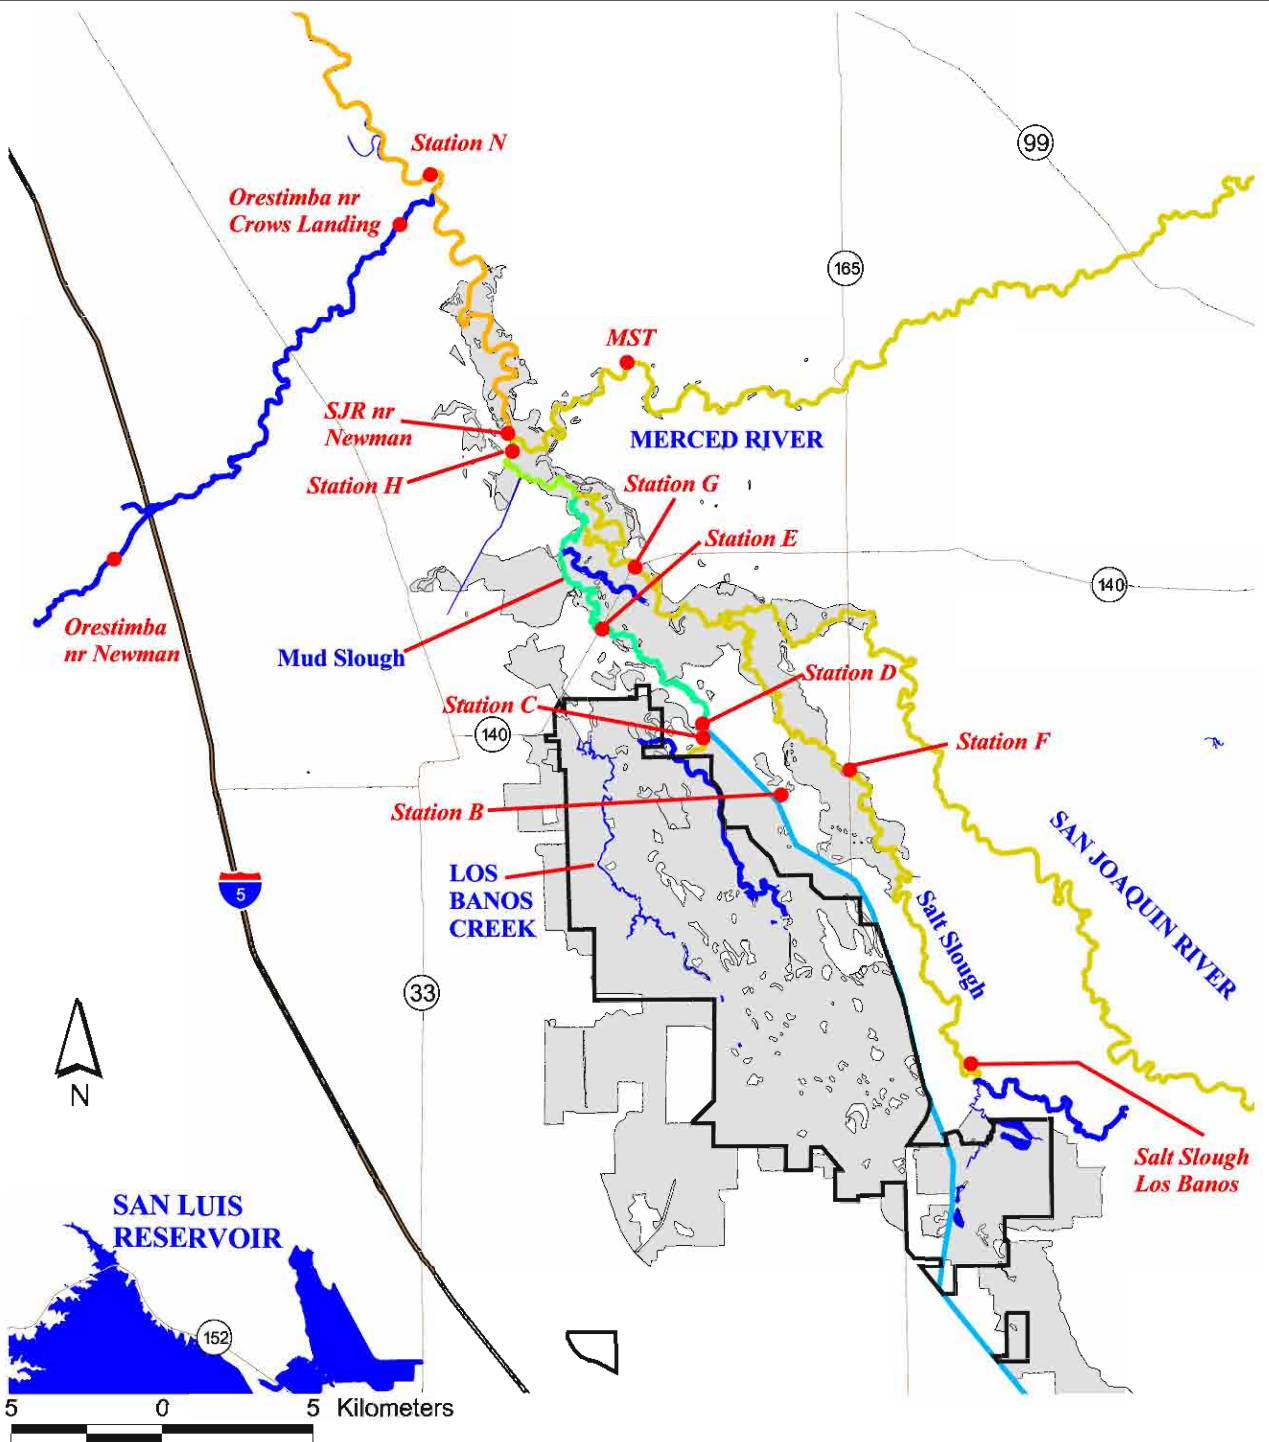 Station N
99
Orestimba nr
Crows Landing
165
MST
SJR nr
Newman
MERCED RIVER
Station H
Station G
Station E
140
Orestimba
nr Newman
Mud Slough
Station D
Station C
140
Station F
Station B
SAN JOAQUIN RIVER
LOS
BANOS
CREEK
5
Salt Slough
33
N
Salt Slough
Los Banos
SAN LUIS
RESERVOIR
152
5 0 5 Kilometers